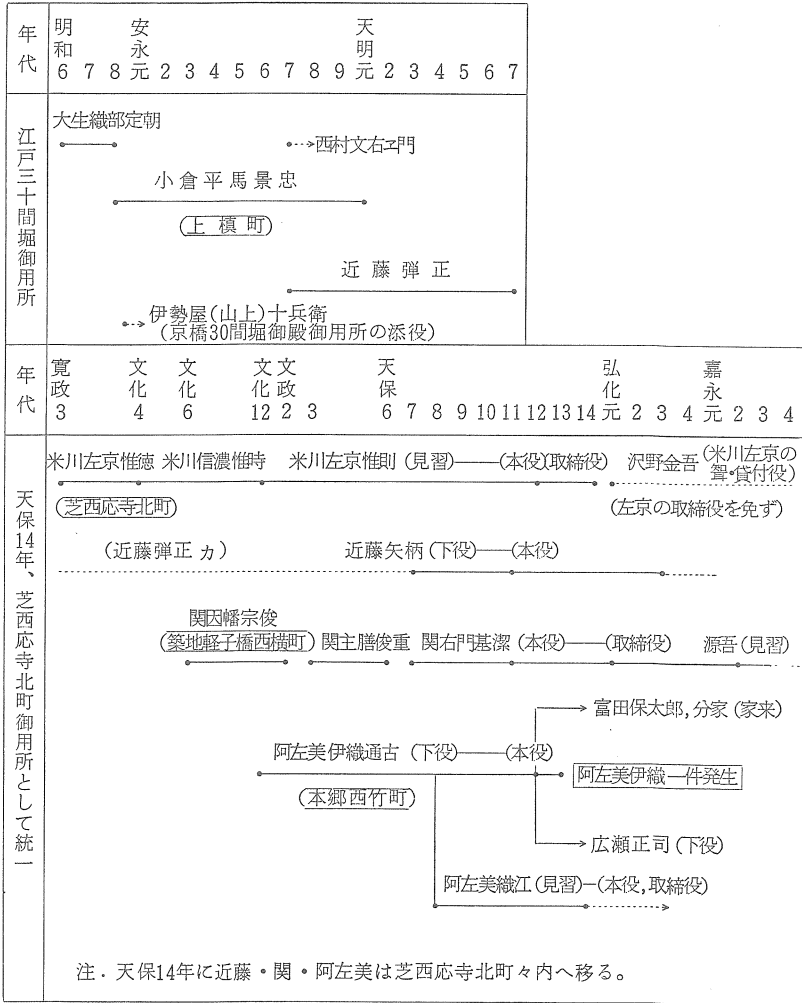 年代
明和6 7 8 安永元 2 3 4 5 6 7 8 9 天明元 2 3 4 5 6 7
江戸三十間堀御用所
大生織部定朝
西村文右ヱ門
小倉平馬景忠
上槙町
近藤弾正
伊勢屋(山上)十兵衛
(京橋30間堀御殿御用所の添役)
年代
寛政3 文化4 文化6 文化12 文政2 3 天保6 7 8 9 10 11 12 13 14 弘化元 2 3 4 嘉永元 2 3 4
天保14年、芝西応寺北町御用所として統一
米川左京惟徳 米川信濃惟時 米川左京惟則(見習)――(本役)(取締役) 沢野金吾(米川左京の聟・貸付役)
(芝西応寺北町) (左京の取締役を免ず)
(近藤弾正カ) 近藤矢柄(下役)――(本役)
関因幡宗俊
(築地軽子橋西横町) 関主膳俊重 関右門基潔(本役)――(取締役) 源吾(見習)
富田保太郎,分家(家来)
阿左美伊織通古(下役)――(本役)
阿左美伊織一件発生
(本郷西竹町)
広瀬正司(下役)
阿左美織江(見習)―(本役,取締役)
注.天保14年に近藤・関・阿左美は芝西応寺北町々内へ移る。